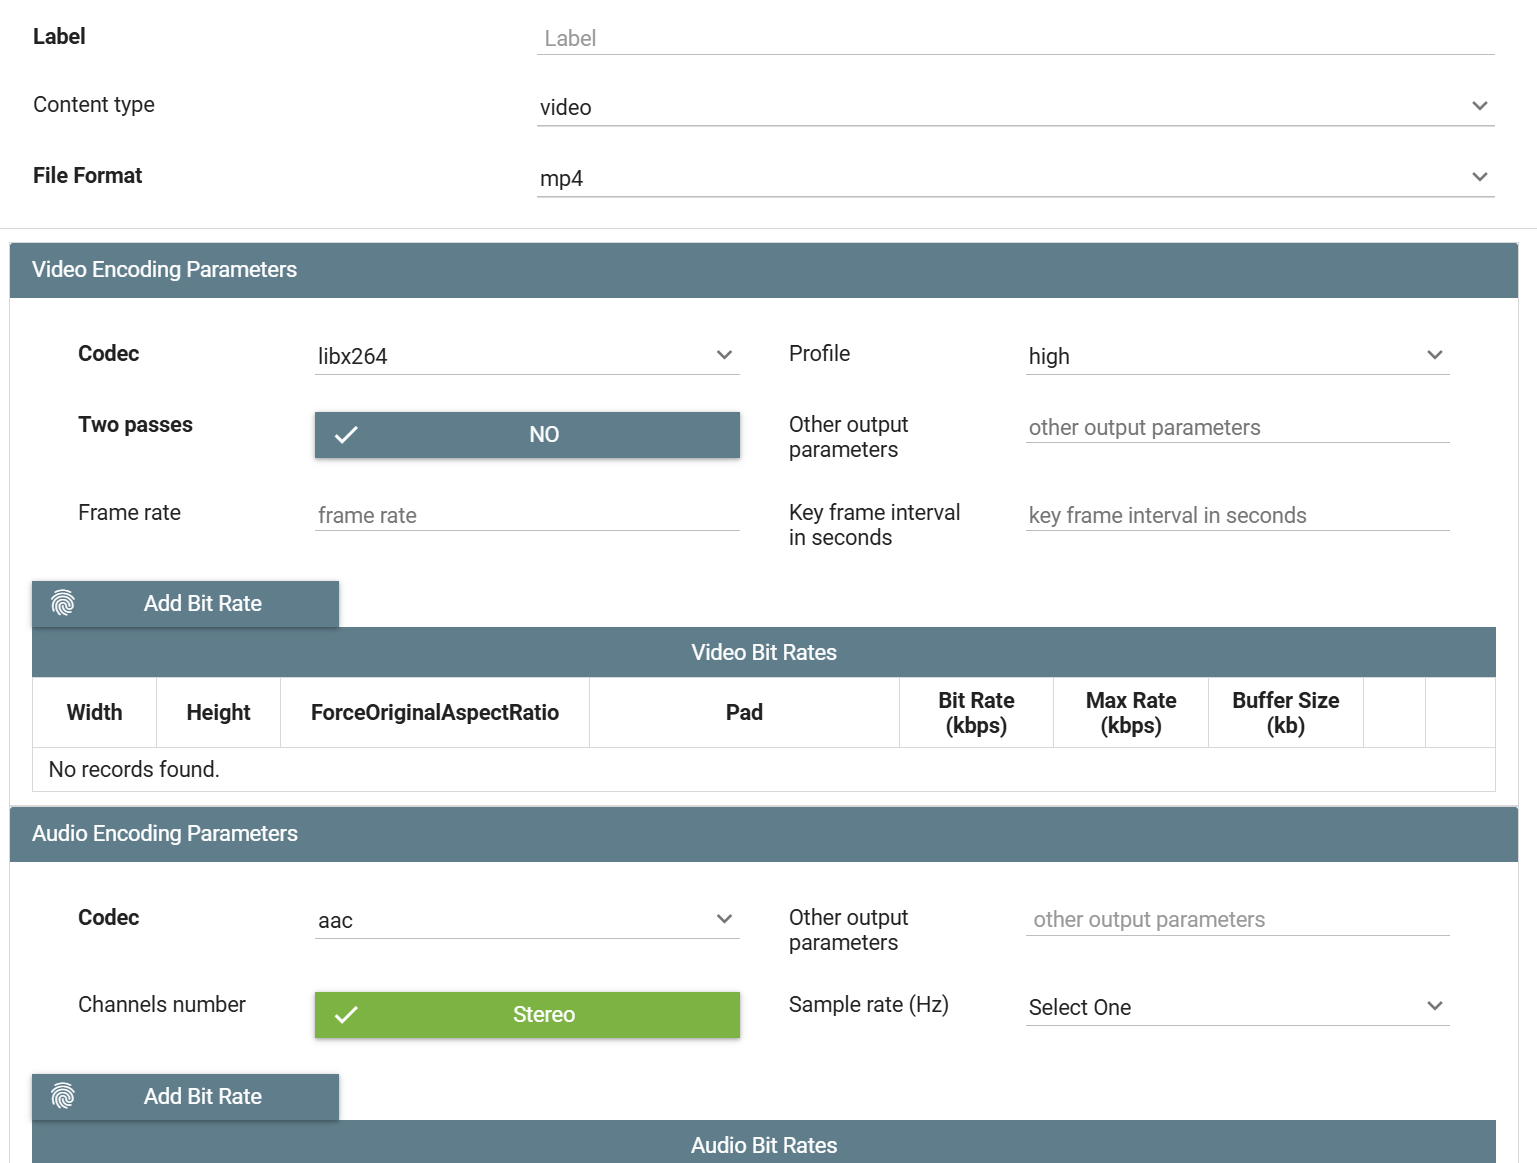 Label
Label
Content type
video
File Format
mp4
Video Encoding Parameters
Codec
libx264
Profile
high
Two passes
NO
Other output
parameters
other output parameters
Frame rate
frame rate
Key frame interval
in seconds
key frame interval in seconds
Add Bit Rate
Video Bit Rates
Width
Height
ForceOriginalAspectRatio
Pad
Bit Rate
(kbps)
Max Rate
(kbps)
Buffer Size
(kb)
No records found.
Audio Encoding Parameters
Codec
aac
Other output
parameters
other output parameters
Channels number
Stereo
Sample rate (Hz)
Select One
Add Bit Rate
Audio Bit Rates